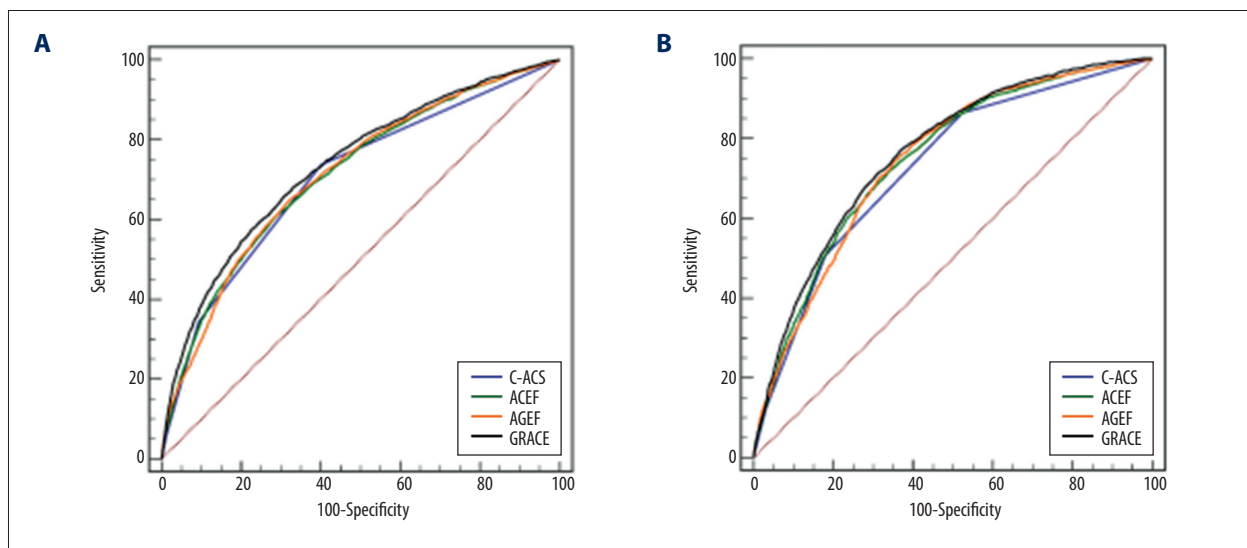 A
100
80
60
40
20
0
Sensitivity
0 20 40 60 80 100
100-Specificity
C-ACS
ACEF
AGEF
GRACE
B
100
80
60
40
20
0
Sensitivity
0 20 40 60 80 100
100-Specificity
C-ACS
ACEF
AGEF
GRACE